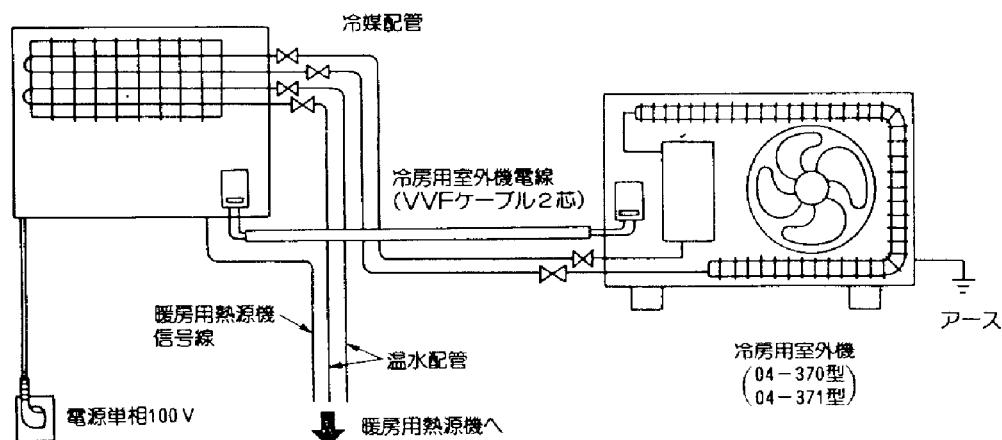 冷媒配管
冷房用室外機電線
(VVFケーブル2芯)
暖房用熱源機
信号線
温水配管
アース
冷房用室外機
(04-370型
04-371型)
電源単相100V
暖房用熱源機へ